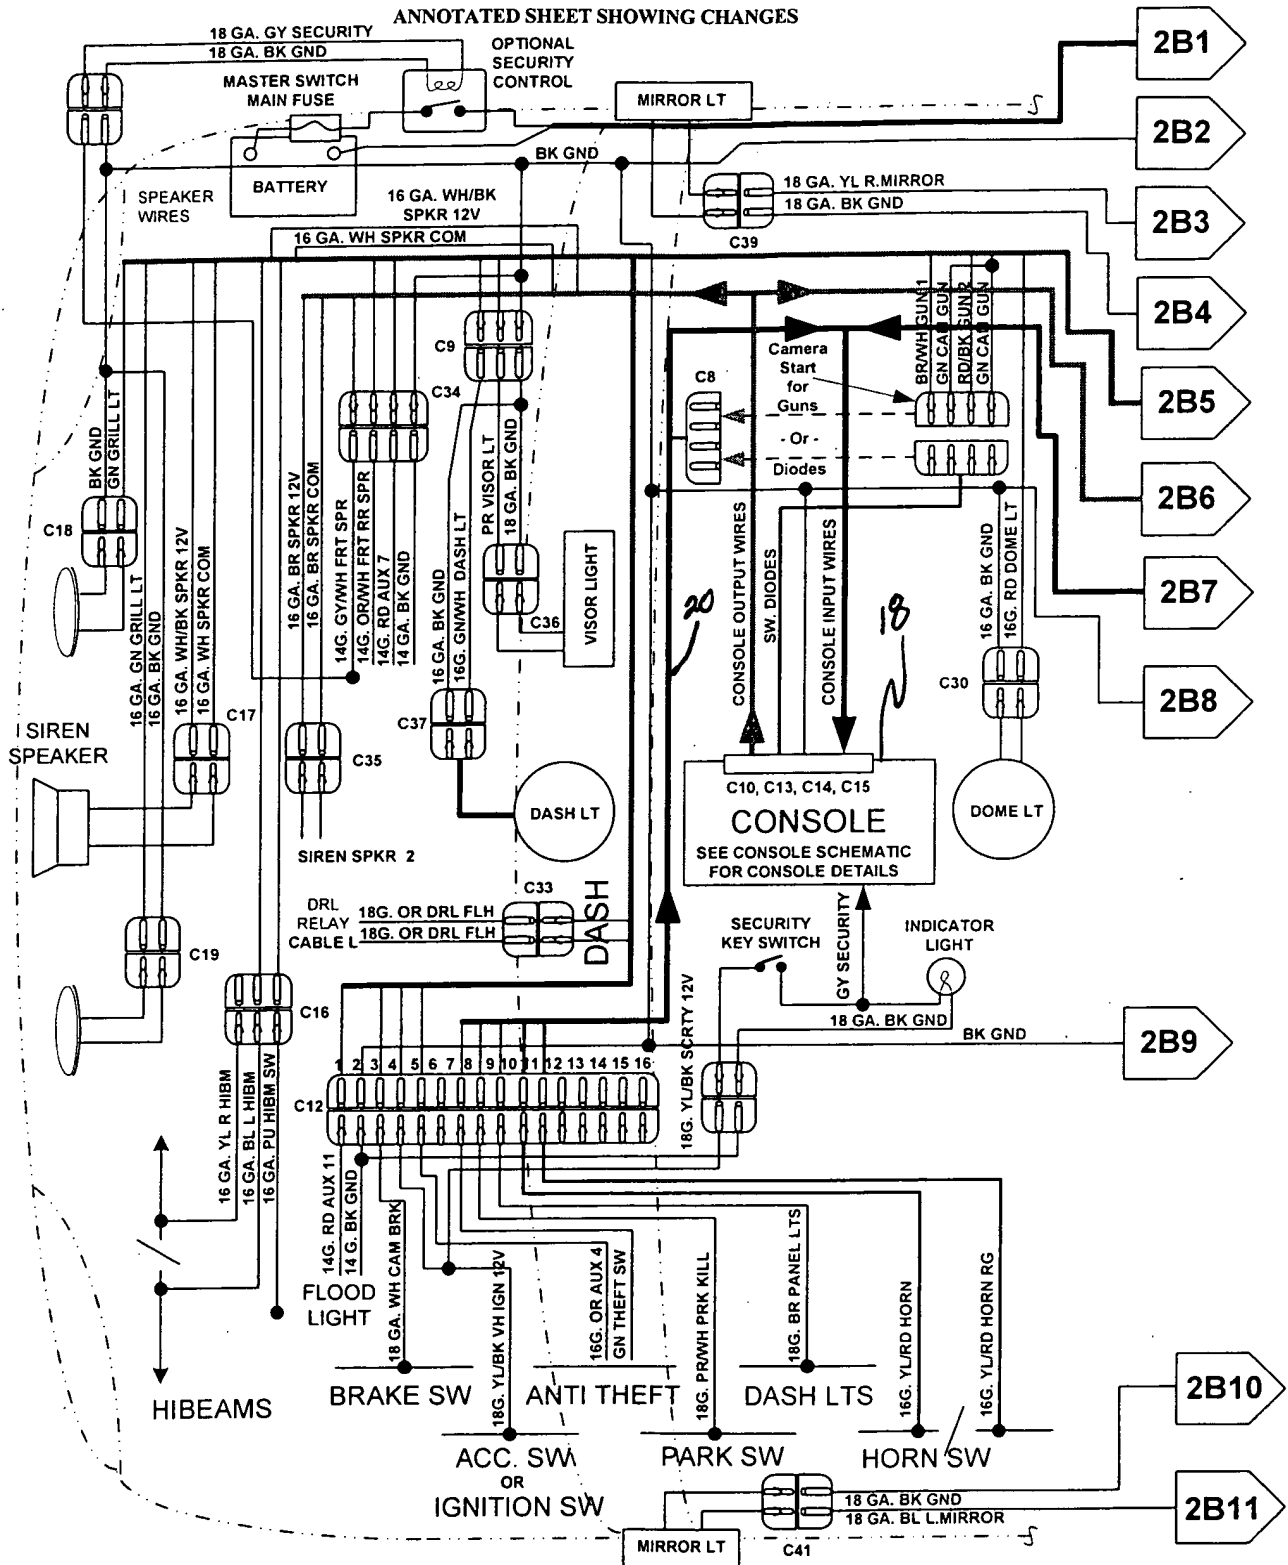 ANNOTATED SHEET SHOWING CHANGES
18 GA. GY SECURITY
18 GA. BK GND
OPTIONAL
SECURITY
CONTROL
MASTER SWITCH
MAIN FUSE
MIRROR LT
2B1
2B2
BK GND
BATTERY
SPEAKER
WIRES
16 GA. WH/BK
SPKR 12V
16 GA. WH SPKR COM
18 GA. YL R.MIRROR
18 GA. BK GND
C39
2B3
2B4
C9
C34
C8
Camera
Start
for
Guns
- Or -
Diodes
BR/WH GUN 1
GN CAM GUN
RD/BK GUN 2
GN CAM GUN
2B5
2B6
BK GND
GN GRILL LT
C18
16 GA. GN GRILL LT
16 GA. BK GND
16 GA. WH/BK SPKR 12V
16 GA. WH SPKR COM
C17
16 GA. BR SPKR 12V
16 GA. BR SPKR COM
14G. GY/WH FRT SPR
14G. OR/WH FRT RR SPR
14G. RD AUX 7
14 GA. BK GND
16 GA. BK GND
16G. GN/WH DASH LT
PR VISOR LT
18 GA. BK GND
C36
VISOR LIGHT
20
CONSOLE OUTPUT WIRES
SW. DIODES
CONSOLE INPUT WIRES
18
16 GA. BK GND
16G. RD DOME LT
C30
2B7
2B8
SIREN
SPEAKER
C35
C37
DASH LT
SIREN SPKR 2
C10, C13, C14, C15
CONSOLE
SEE CONSOLE SCHEMATIC
FOR CONSOLE DETAILS
DOME LT
DRL
RELAY
CABLE L
18G. OR DRL FLH
18G. OR DRL FLH
C33
DASH
SECURITY
KEY SWITCH
GY SECURITY
INDICATOR
LIGHT
C19
C16
18G. YL/BK SCRTY 12V
18 GA. BK GND
BK GND
2B9
1 2 3 4 5 6 7 8 9 10 11 12 13 14 15 16
C12
16 GA. YL R HIBM
16 GA. BL L HIBM
16 GA. PU HIBM SW
14G. RD AUX 11
14 G. BK GND
FLOOD
LIGHT
18 GA. WH CAM BRK
18G. YL/BK VH IGN 12V
16G. OR AUX 4
GN THEFT SW
18G. PR/WH PRK KILL
18G. BR PANEL LTS
16G. YL/RD HORN
16G. YL/RD HORN RG
HIBEAMS
BRAKE SW
ANTI THEFT
DASH LTS
ACC. SW
OR
IGNITION SW
PARK SW
HORN SW
2B10
18 GA. BK GND
18 GA. BL L.MIRROR
2B11
MIRROR LT
C41